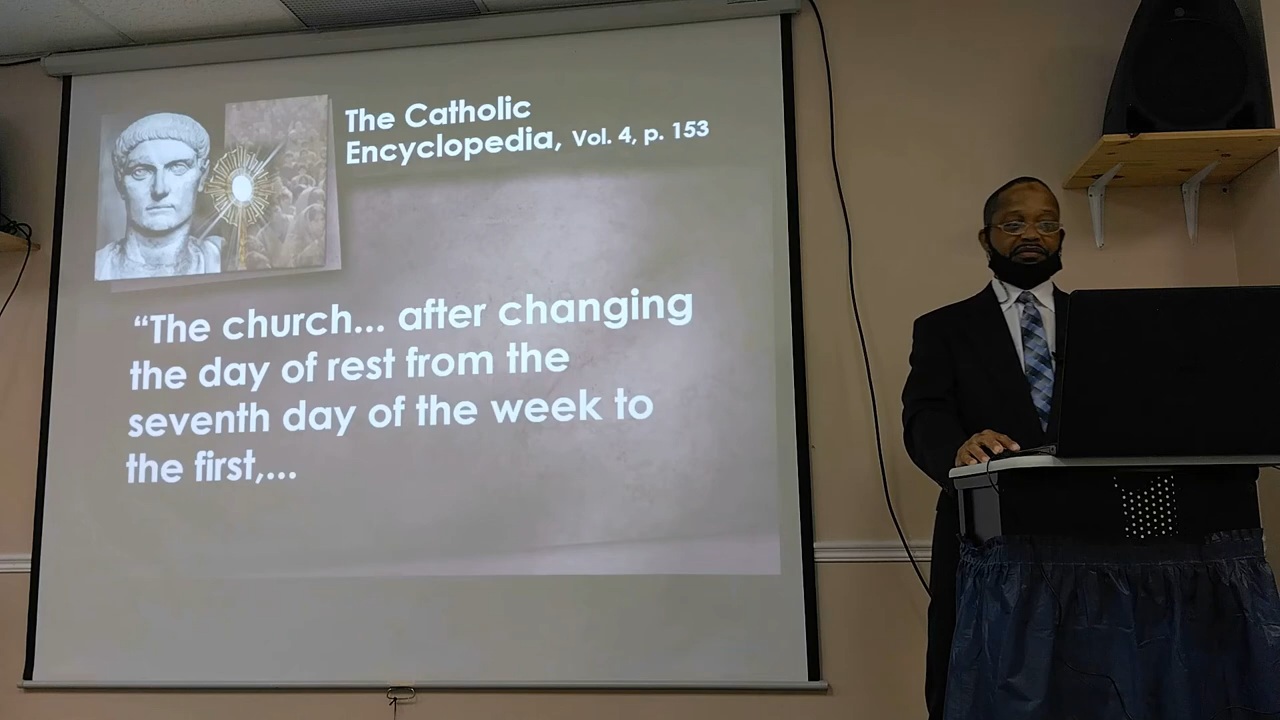 The Catholic
Encyclopedia, Vol. 4, p. 153
“The church... after changing
the day of rest from the
seventh day of the week to
the first,...